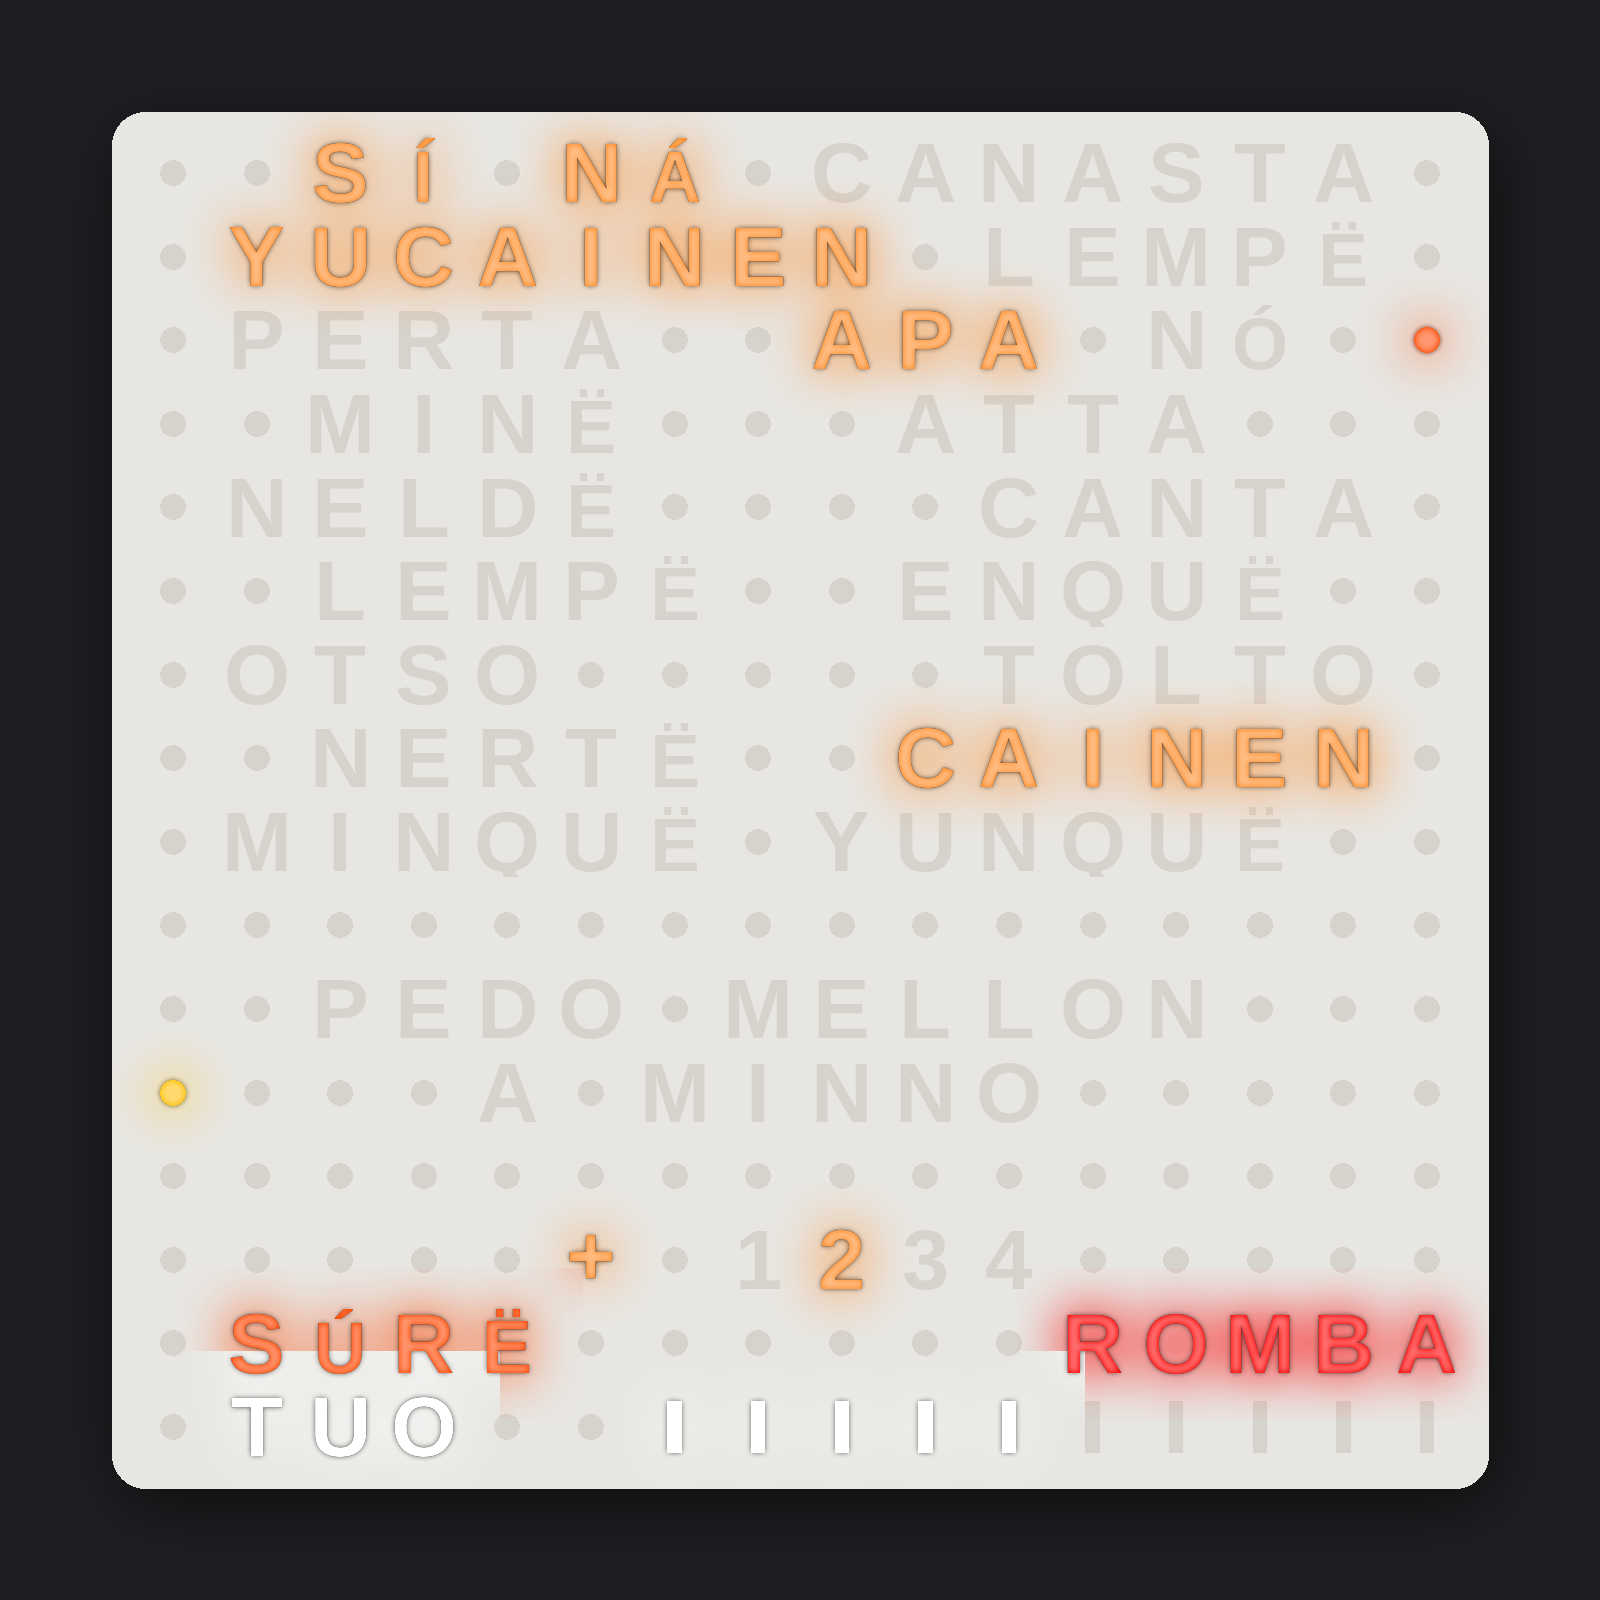 SÍ NÁ CANASTA
YUCAINEN LEMPË
PERTA APA NÓ
MINË ATTA
NELDË CANTA
LEMPË ENQUË
OTSO TOLTO
NERTË CAINEN
MINQUË YUNQUË
PEDO MELLON
A MINNO
+ 1 2 3 4
SÚRË ROMBA
TUO I I I I I I I I I I